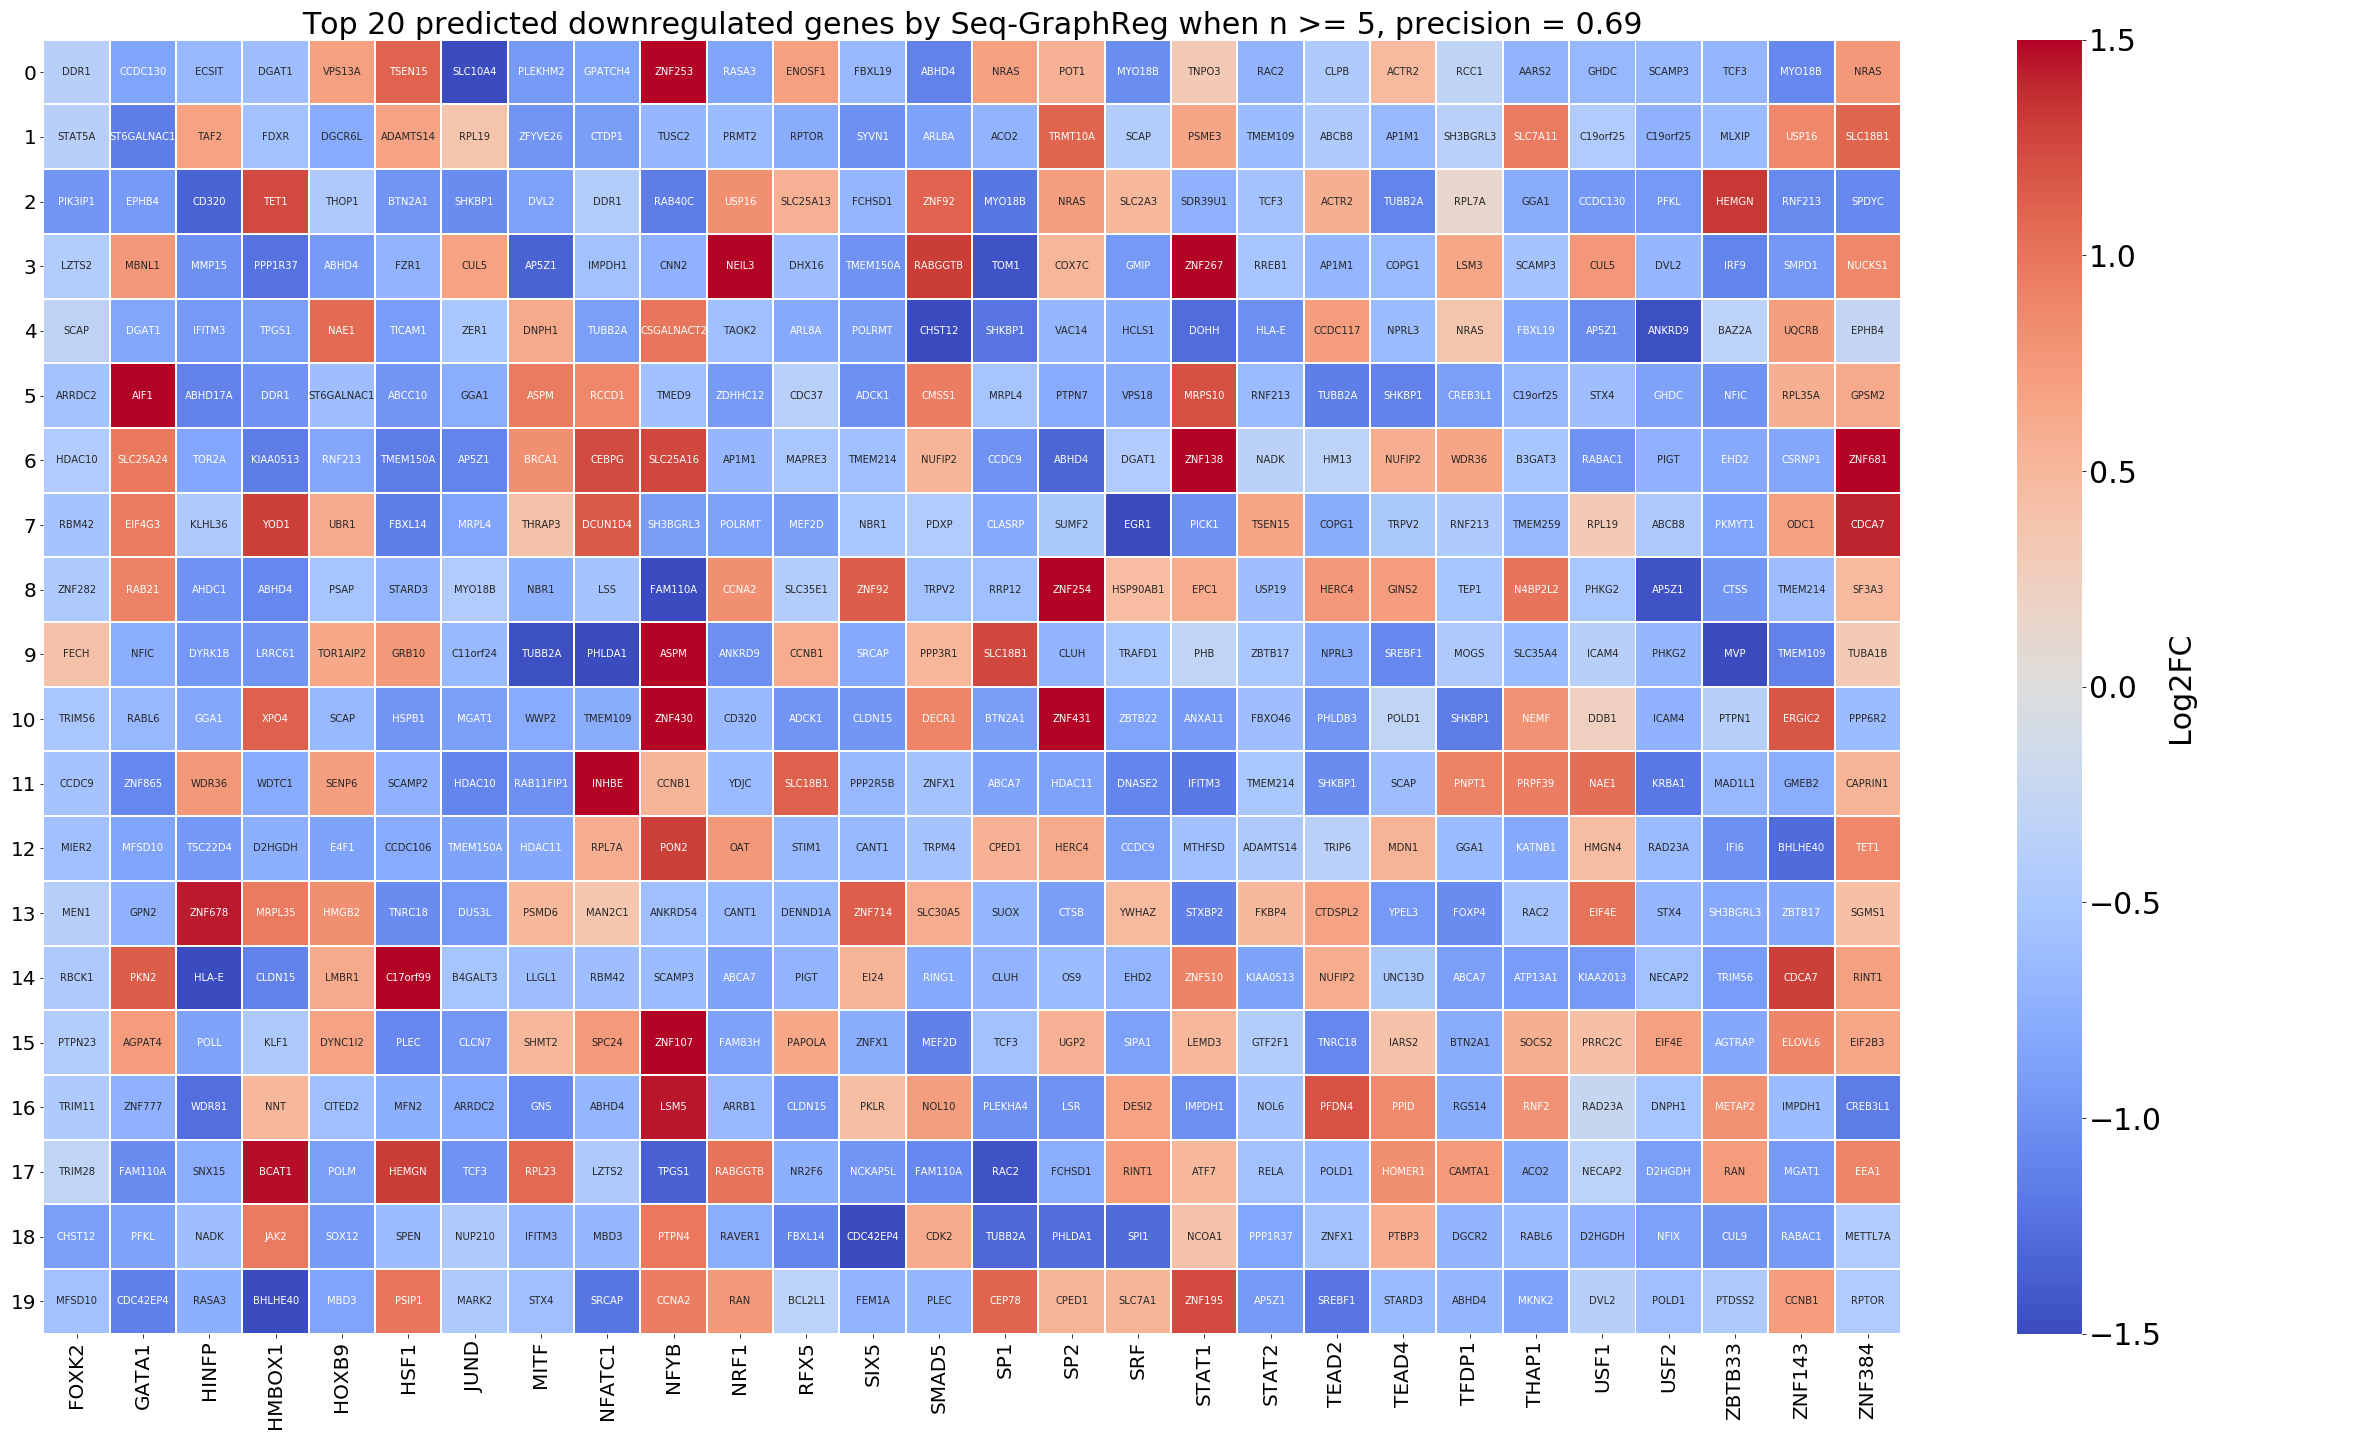 Top 20 predicted downregulated genes by Seq-GraphReg when n >= 5, precision = 0.69
0 DDR1 CCDC130 ECSIT DGAT1 VPS13A TSEN15 SLC10A4 PLEKHM2 GPATCH4 ZNF253 RASA3 ENOSF1 FBXL19 ABHD4 NRAS POT1 MYO18B TNPO3 RAC2 CLPB ACTR2 RCC1 AARS2 GHDC SCAMP3 TCF3 MYO18B NRAS
1 STAT5A ST6GALNAC1 TAF2 FDXR DGCR6L ADAMTS14 RPL19 ZFYVE26 CTDP1 TUSC2 PRMT2 RPTOR SYVN1 ARL8A ACO2 TRMT10A SCAP PSME3 TMEM109 ABCB8 AP1M1 SH3BGRL3 SLC7A11 C19orf25 C19orf25 MLXIP USP16 SLC18B1
2 PIK3IP1 EPHB4 CD320 TET1 THOP1 BTN2A1 SHKBP1 DVL2 DDR1 RAB40C USP16 SLC25A13 FCHSD1 ZNF92 MYO18B NRAS SLC2A3 SDR39U1 TCF3 ACTR2 TUBB2A RPL7A GGA1 CCDC130 PFKL HEMGN RNF213 SPDYC
3 LZTS2 MBNL1 MMP15 PPP1R37 ABHD4 FZR1 CUL5 AP5Z1 IMPDH1 CNN2 NEIL3 DHX16 TMEM150A RABGGTB TOM1 COX7C GMIP ZNF267 RREB1 AP1M1 COPG1 LSM3 SCAMP3 CUL5 DVL2 IRF9 SMPD1 NUCKS1
4 SCAP DGAT1 IFITM3 TPGS1 NAE1 TICAM1 ZER1 DNPH1 TUBB2A CSGALNACT2 TAOK2 ARL8A POLRMT CHST12 SHKBP1 VAC14 HCLS1 DOHH HLA-E CCDC117 NPRL3 NRAS FBXL19 AP5Z1 ANKRD9 BAZ2A UQCRB EPHB4
5 ARRDC2 AIF1 ABHD17A DDR1 ST6GALNAC1 ABCC10 GGA1 ASPM RCCD1 TMED9 ZDHHC12 CDC37 ADCK1 CMSS1 MRPL4 PTPN7 VPS18 MRPS10 RNF213 TUBB2A SHKBP1 CREB3L1 C19orf25 STX4 GHDC NFIC RPL35A GPSM2
6 HDAC10 SLC25A24 TOR2A KIAA0513 RNF213 TMEM150A AP5Z1 BRCA1 CEBPG SLC25A16 AP1M1 MAPRE3 TMEM214 NUFIP2 CCDC9 ABHD4 DGAT1 ZNF138 NADK HM13 NUFIP2 WDR36 B3GAT3 RABAC1 PIGT EHD2 CSRNP1 ZNF681
7 RBM42 EIF4G3 KLHL36 YOD1 UBR1 FBXL14 MRPL4 THRAP3 DCUN1D4 SH3BGRL3 POLRMT MEF2D NBR1 PDXP CLASRP SUMF2 EGR1 PICK1 TSEN15 COPG1 TRPV2 RNF213 TMEM259 RPL19 ABCB8 PKMYT1 ODC1 CDCA7
8 ZNF282 RAB21 AHDC1 ABHD4 PSAP STARD3 MYO18B NBR1 LSS FAM110A CCNA2 SLC35E1 ZNF92 TRPV2 RRP12 ZNF254 HSP90AB1 EPC1 USP19 HERC4 GINS2 TEP1 N4BP2L2 PHKG2 AP5Z1 CTSS TMEM214 SF3A3
9 FECH NFIC DYRK1B LRRC61 TOR1AIP2 GRB10 C11orf24 TUBB2A PHLDA1 ASPM ANKRD9 CCNB1 SRCAP PPP3R1 SLC18B1 CLUH TRAFD1 PHB ZBTB17 NPRL3 SREBF1 MOGS SLC35A4 ICAM4 PHKG2 MVP TMEM109 TUBA1B
10 TRIM56 RABL6 GGA1 XPO4 SCAP HSPB1 MGAT1 WWP2 TMEM109 ZNF430 CD320 ADCK1 CLDN15 DECR1 BTN2A1 ZNF431 ZBTB22 ANXA11 FBXO46 PHLDB3 POLD1 SHKBP1 NEMF DDB1 ICAM4 PTPN1 ERGIC2 PPP6R2
11 CCDC9 ZNF865 WDR36 WDTC1 SENP6 SCAMP2 HDAC10 RAB11FIP1 INHBE CCNB1 YDJC SLC18B1 PPP2R5B ZNFX1 ABCA7 HDAC11 DNASE2 IFITM3 TMEM214 SHKBP1 SCAP PNPT1 PRPF39 NAE1 KRBA1 MAD1L1 GMEB2 CAPRIN1
12 MIER2 MFSD10 TSC22D4 D2HGDH E4F1 CCDC106 TMEM150A HDAC11 RPL7A PON2 OAT STIM1 CANT1 TRPM4 CPED1 HERC4 CCDC9 MTHFSD ADAMTS14 TRIP6 MDN1 GGA1 KATNB1 HMGN4 RAD23A IFI6 BHLHE40 TET1
13 MEN1 GPN2 ZNF678 MRPL35 HMGB2 TNRC18 DUS3L PSMD6 MAN2C1 ANKRD54 CANT1 DENND1A ZNF714 SLC30A5 SUOX CTSB YWHAZ STXBP2 FKBP4 CTDSPL2 YPEL3 FOXP4 RAC2 EIF4E STX4 SH3BGRL3 ZBTB17 SGMS1
14 RBCK1 PKN2 HLA-E CLDN15 LMBR1 C17orf99 B4GALT3 LLGL1 RBM42 SCAMP3 ABCA7 PIGT EI24 RING1 CLUH OS9 EHD2 ZNF510 KIAA0513 NUFIP2 UNC13D ABCA7 ATP13A1 KIAA2013 NECAP2 TRIM56 CDCA7 RINT1
15 PTPN23 AGPAT4 POLL KLF1 DYNC1I2 PLEC CLCN7 SHMT2 SPC24 ZNF107 FAM83H PAPOLA ZNFX1 MEF2D TCF3 UGP2 SIPA1 LEMD3 GTF2F1 TNRC18 IARS2 BTN2A1 SOCS2 PRRC2C EIF4E AGTRAP ELOVL6 EIF2B3
16 TRIM11 ZNF777 WDR81 NNT CITED2 MFN2 ARRDC2 GNS ABHD4 LSM5 ARRB1 CLDN15 PKLR NOL10 PLEKHA4 LSR DESI2 IMPDH1 NOL6 PFDN4 PPID RGS14 RNF2 RAD23A DNPH1 METAP2 IMPDH1 CREB3L1
17 TRIM28 FAM110A SNX15 BCAT1 POLM HEMGN TCF3 RPL23 LZTS2 TPGS1 RABGGTB NR2F6 NCKAP5L FAM110A RAC2 FCHSD1 RINT1 ATF7 RELA POLD1 HOMER1 CAMTA1 ACO2 NECAP2 D2HGDH RAN MGAT1 EEA1
18 CHST12 PFKL NADK JAK2 SOX12 SPEN NUP210 IFITM3 MBD3 PTPN4 RAVER1 FBXL14 CDC42EP4 CDK2 TUBB2A PHLDA1 SPI1 NCOA1 PPP1R37 ZNFX1 PTBP3 DGCR2 RABL6 D2HGDH NFIX CUL9 RABAC1 METTL7A
19 MFSD10 CDC42EP4 RASA3 BHLHE40 MBD3 PSIP1 MARK2 STX4 SRCAP CCNA2 RAN BCL2L1 FEM1A PLEC CEP78 CPED1 SLC7A1 ZNF195 AP5Z1 SREBF1 STARD3 ABHD4 MKNK2 DVL2 POLD1 PTDSS2 CCNB1 RPTOR
FOXK2 GATA1 HINFP HMBOX1 HOXB9 HSF1 JUND MITF NFATC1 NFYB NRF1 RFX5 SIX5 SMAD5 SP1 SP2 SRF STAT1 STAT2 TEAD2 TEAD4 TFDP1 THAP1 USF1 USF2 ZBTB33 ZNF143 ZNF384
1.5
1.0
0.5
0.0
−0.5
−1.0
−1.5
Log2FC